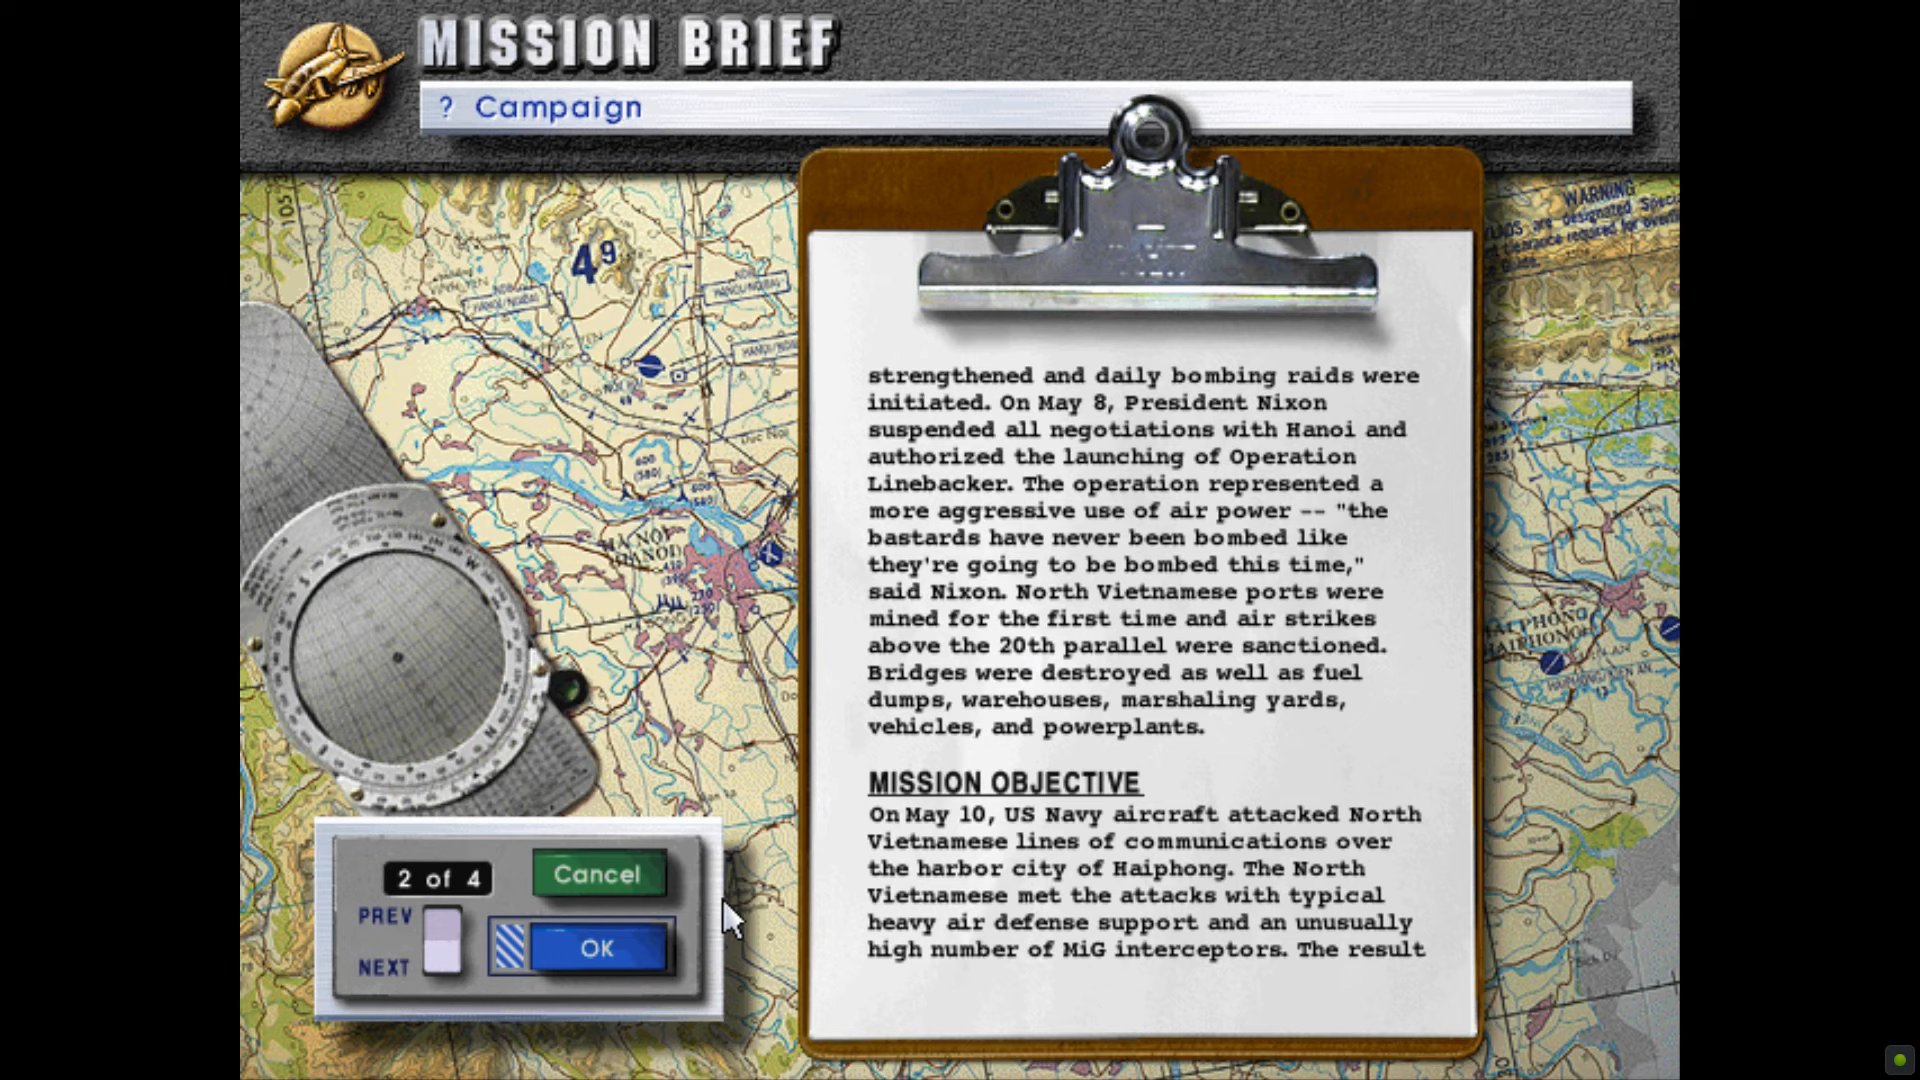 MISSION BRIEF
? Campaign
WARNING
105
49
HANOI/NOIBAI
HANOI
HAIPHONG
strengthened and daily bombing raids were
initiated. On May 8, President Nixon
suspended all negotiations with Hanoi and
authorized the launching of Operation
Linebacker. The operation represented a
more aggressive use of air power -- "the
bastards have never been bombed like
they're going to be bombed this time,"
said Nixon. North Vietnamese ports were
mined for the first time and air strikes
above the 20th parallel were sanctioned.
Bridges were destroyed as well as fuel
dumps, warehouses, marshaling yards,
vehicles, and powerplants.
MISSION OBJECTIVE
On May 10, US Navy aircraft attacked North
Vietnamese lines of communications over
the harbor city of Haiphong. The North
Vietnamese met the attacks with typical
heavy air defense support and an unusually
high number of MiG interceptors. The result
2 of 4
Cancel
PREV
NEXT
OK